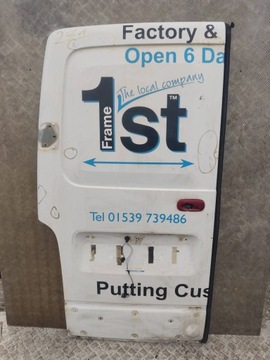 Factory &
Open 6 Da
The local company
Frame
1st
TM
Tel 01539 739486
Putting Cus